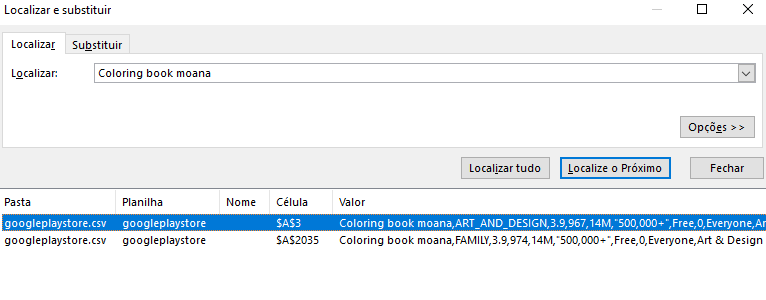 Localizar e substituir
Localizar Substituir
Localizar: Coloring book moana
Opções >>
Localizar tudo Localize o Próximo Fechar
Pasta Planilha Nome Célula Valor
googleplaystore.csv googleplaystore $A$3 Coloring book moana,ART_AND_DESIGN,3.9,967,14M,"500,000+",Free,0,Everyone,Ar
googleplaystore.csv googleplaystore $A$2035 Coloring book moana,FAMILY,3.9,974,14M,"500,000+",Free,0,Everyone,Art & Design